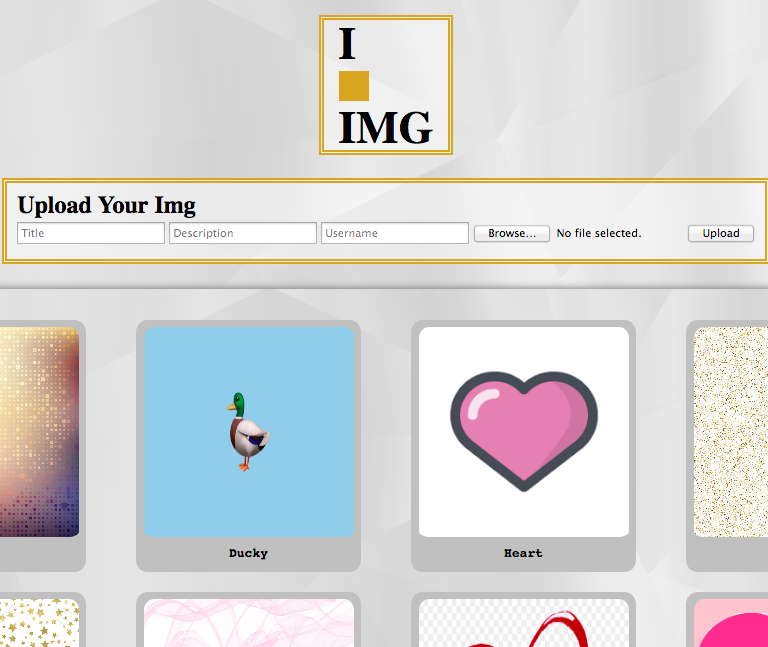 I
IMG
Upload Your Img
Title Description Username Browse... No file selected. Upload
Ducky Heart